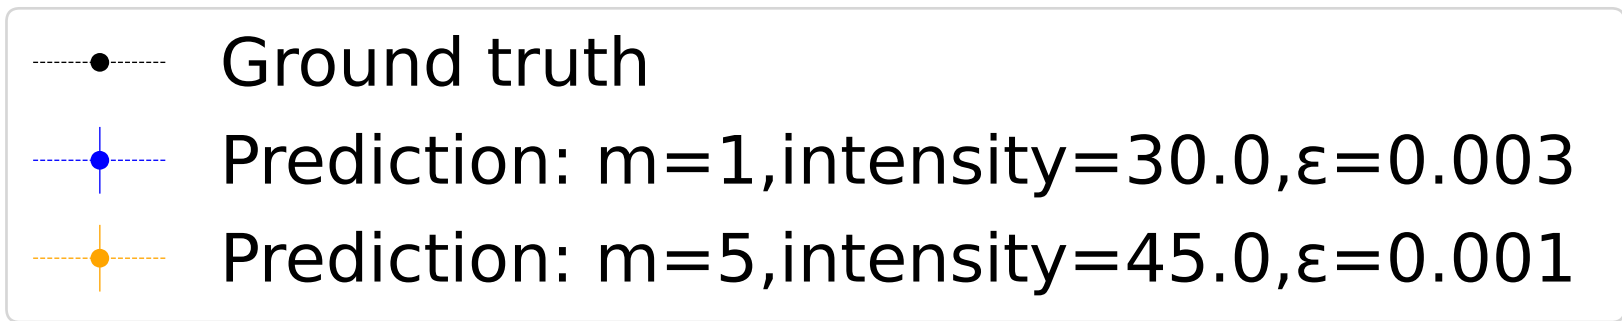 Ground truth
Prediction: m=1,intensity=30.0,ε=0.003
Prediction: m=5,intensity=45.0,ε=0.001